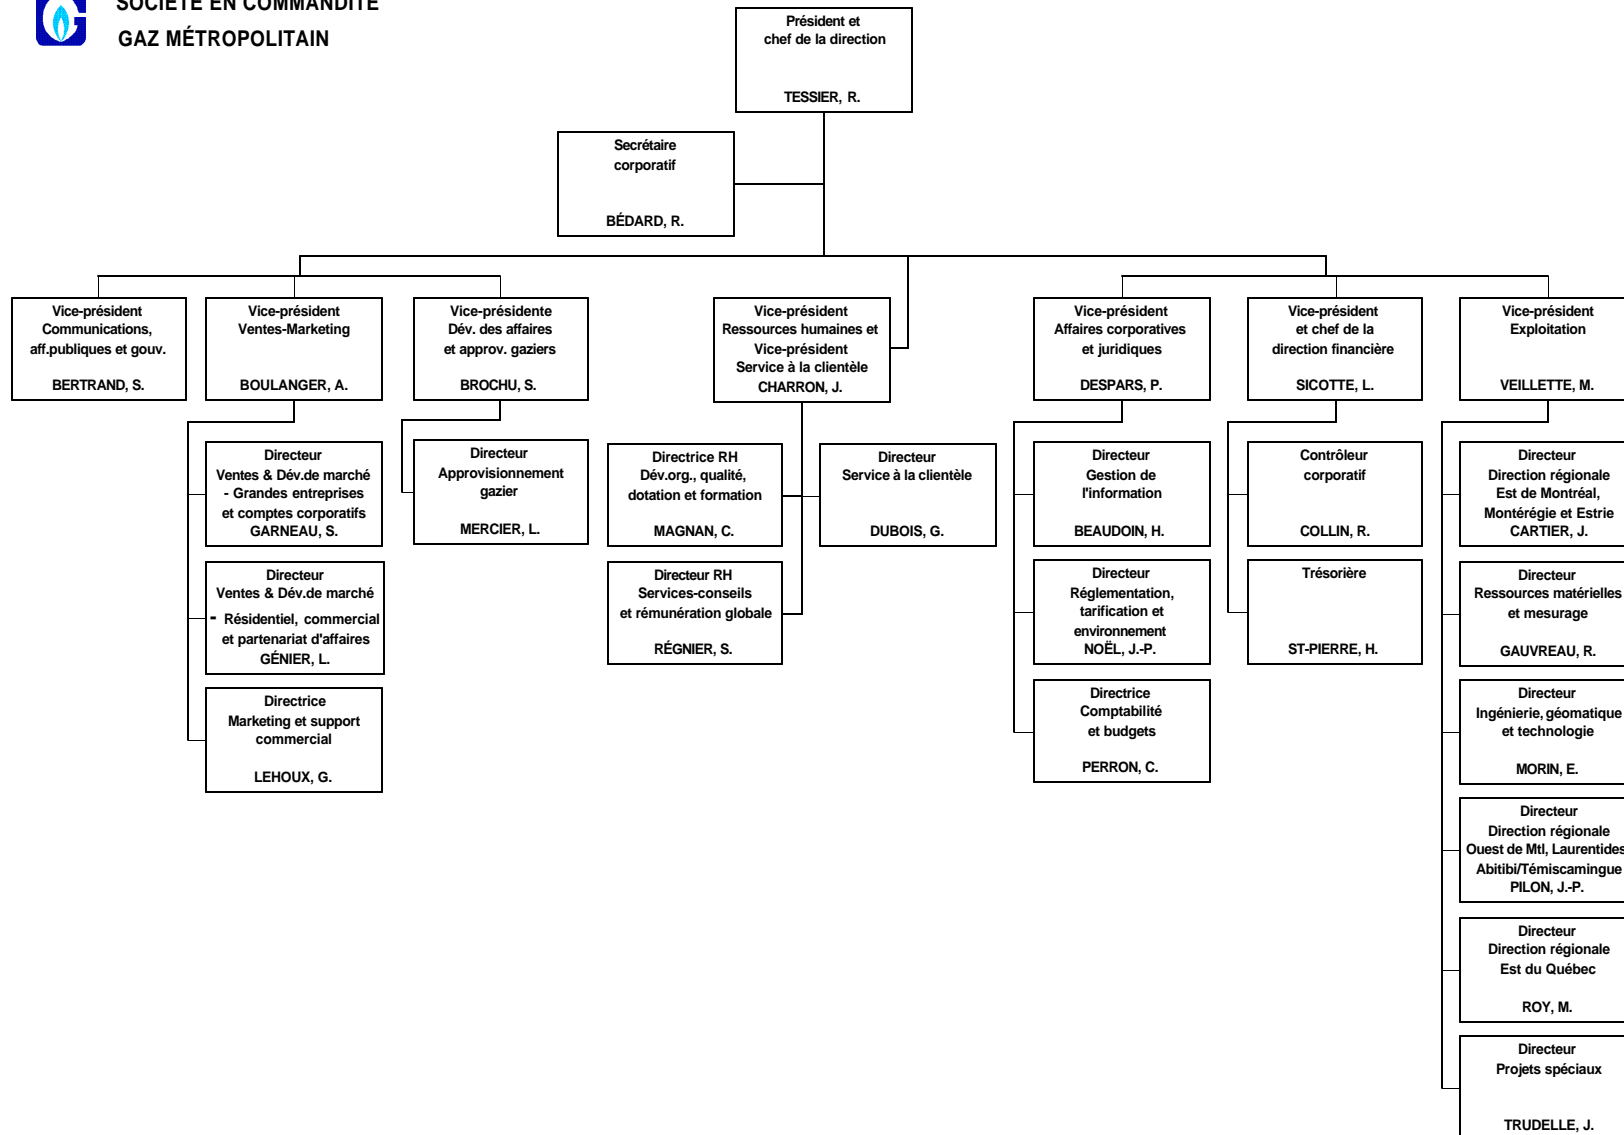 SOCIÉTÉ EN COMMANDITE
GAZ MÉTROPOLITAIN
Président et
chef de la direction
TESSIER, R.
Secrétaire
corporatif
BÉDARD, R.
Vice-président
Communications,
aff.publiques et gouv.
BERTRAND, S.
Vice-président
Ventes-Marketing
BOULANGER, A.
Vice-présidente
Dév. des affaires
et approv. gaziers
BROCHU, S.
Vice-président
Ressources humaines et
Vice-président
Service à la clientèle
CHARRON, J.
Vice-président
Affaires corporatives
et juridiques
DESPARS, P.
Vice-président
et chef de la
direction financière
SICOTTE, L.
Vice-président
Exploitation
VEILLETTE, M.
Directeur
Ventes & Dév.de marché
- Grandes entreprises
et comptes corporatifs
GARNEAU, S.
Directeur
Ventes & Dév.de marché
- Résidentiel, commercial
et partenariat d'affaires
GÉNIER, L.
Directrice
Marketing et support
commercial
LEHOUX, G.
Directeur
Approvisionnement
gazier
MERCIER, L.
Directrice RH
Dév.org., qualité,
dotation et formation
MAGNAN, C.
Directeur RH
Services-conseils
et rémunération globale
RÉGNIER, S.
Directeur
Service à la clientèle
DUBOIS, G.
Directeur
Gestion de
l'information
BEAUDOIN, H.
Directeur
Réglementation,
tarification et
environnement
NOËL, J.-P.
Directrice
Comptabilité
et budgets
PERRON, C.
Contrôleur
corporatif
COLLIN, R.
Trésorière
ST-PIERRE, H.
Directeur
Direction régionale
Est de Montréal,
Montérégie et Estrie
CARTIER, J.
Directeur
Ressources matérielles
et mesurage
GAUVREAU, R.
Directeur
Ingénierie, géomatique
et technologie
MORIN, E.
Directeur
Direction régionale
Ouest de Mtl, Laurentides
Abitibi/Témiscamingue
PILON, J.-P.
Directeur
Direction régionale
Est du Québec
ROY, M.
Directeur
Projets spéciaux
TRUDELLE, J.